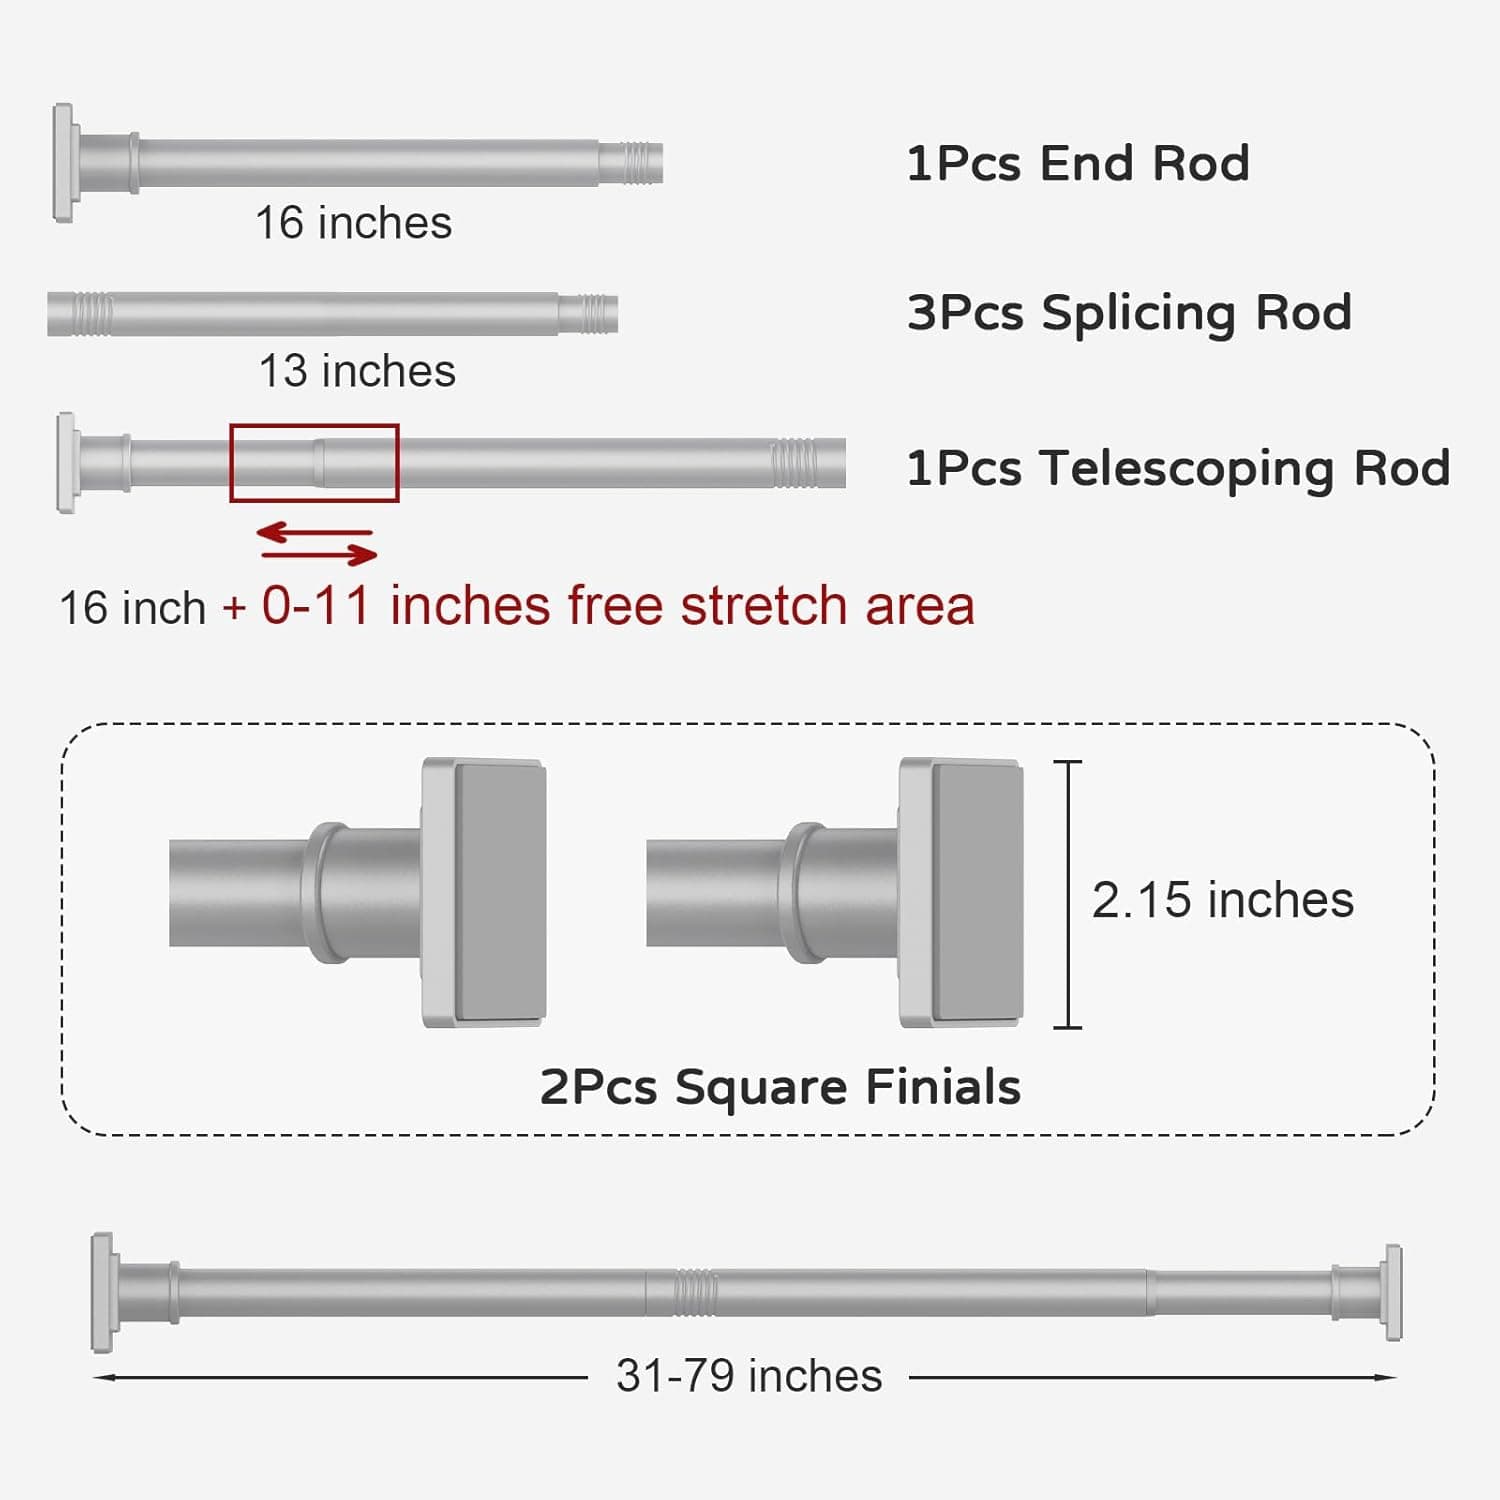 1Pcs End Rod
16 inches
3Pcs Splicing Rod
13 inches
1Pcs Telescoping Rod
16 inch + 0-11 inches free stretch area
2.15 inches
2Pcs Square Finials
31-79 inches